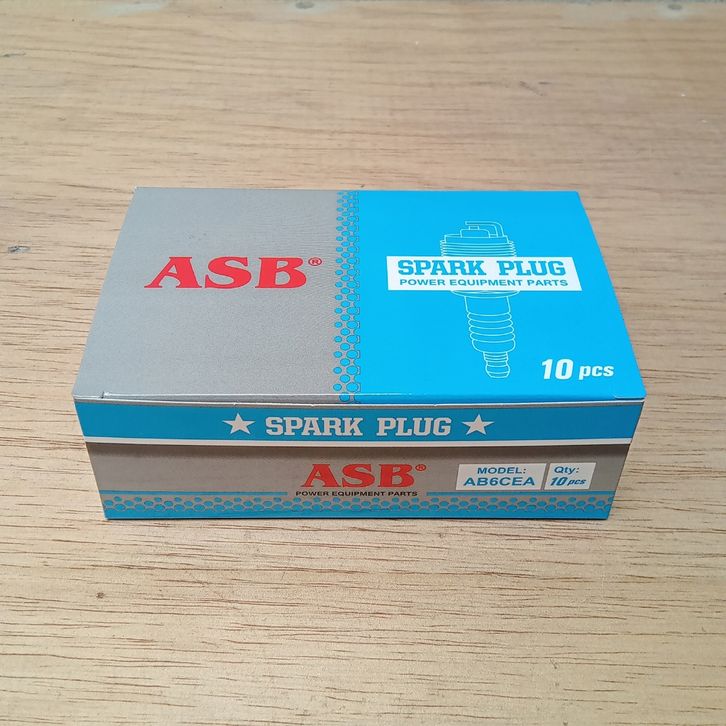 ASB®
SPARK PLUG
POWER EQUIPMENT PARTS
10 pcs
★ SPARK PLUG ★
ASB®
POWER EQUIPMENT PARTS
MODEL:
AB6CEA
Qty:
10 pcs